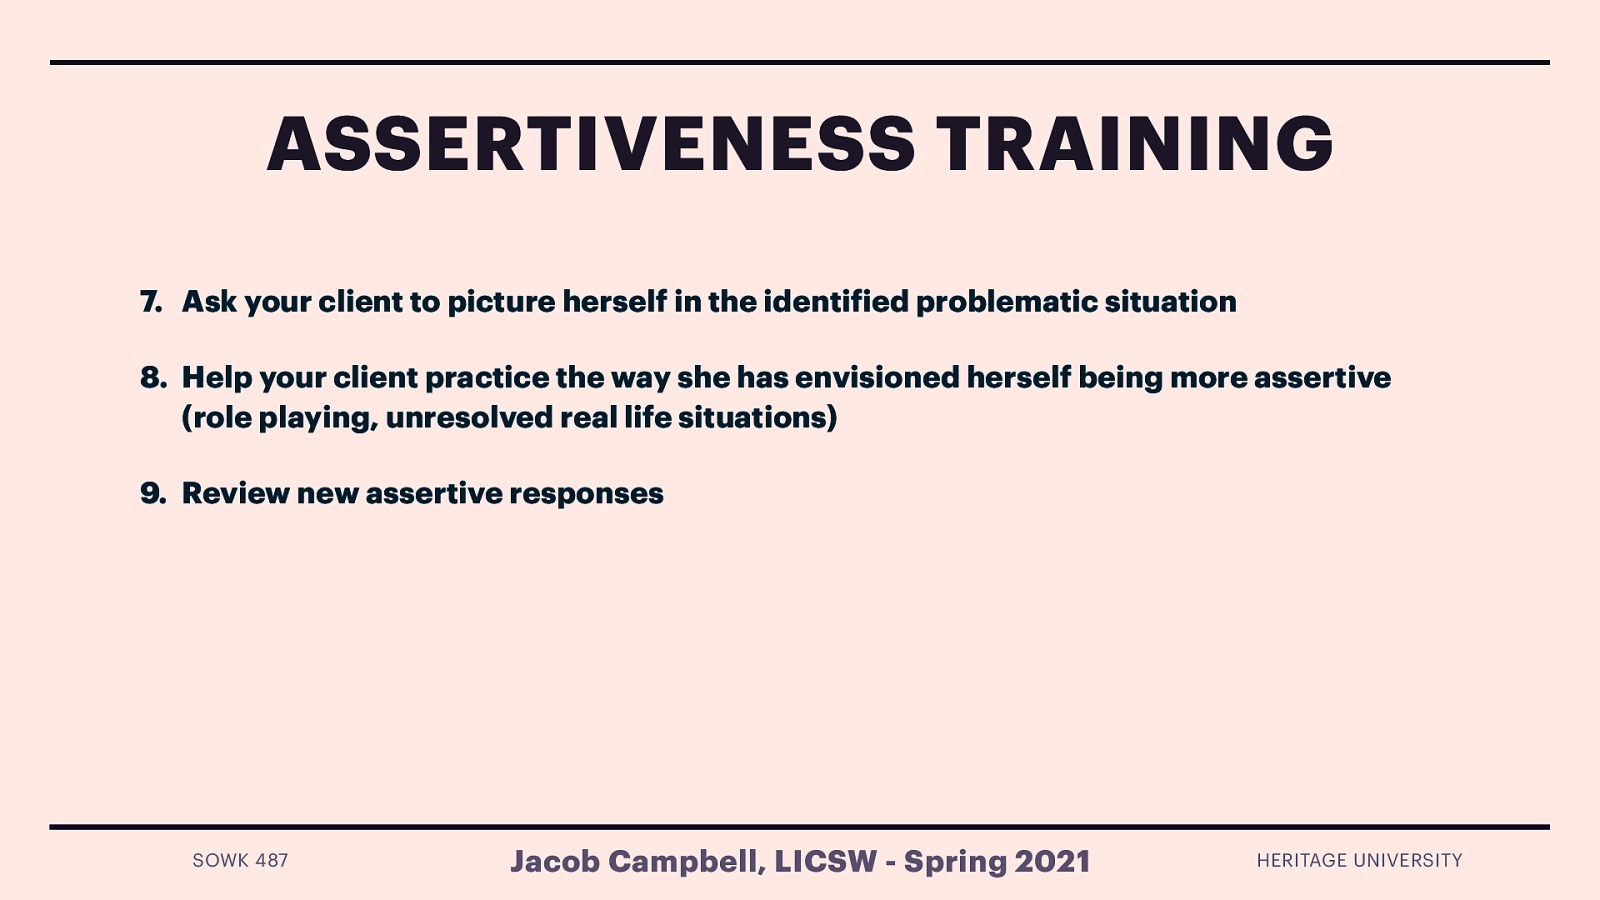 ASSERTIVENESS TRAINING
7. Ask your client to picture herself in the identified problematic situation
8. Help your client practice the way she has envisioned herself being more assertive
(role playing, unresolved real life situations)
9. Review new assertive responses
SOWK 487
Jacob Campbell, LICSW - Spring 2021
HERITAGE UNIVERSITY